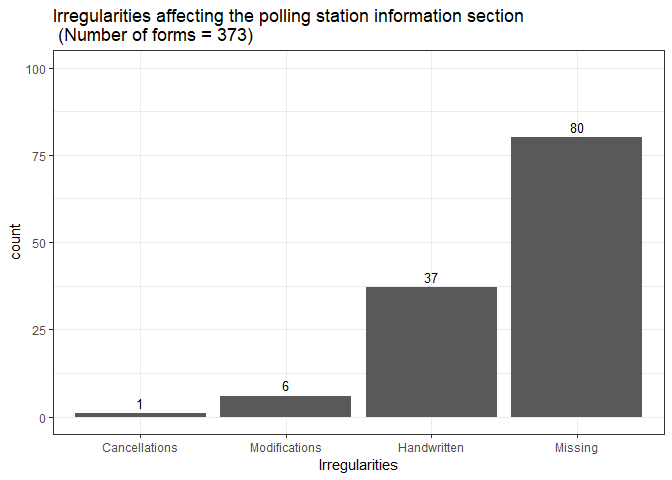 Irregularities affecting the polling station information section
(Number of forms = 373)
100
75
50
25
0
count
1
6
37
80
Cancellations
Modifications
Handwritten
Missing
Irregularities